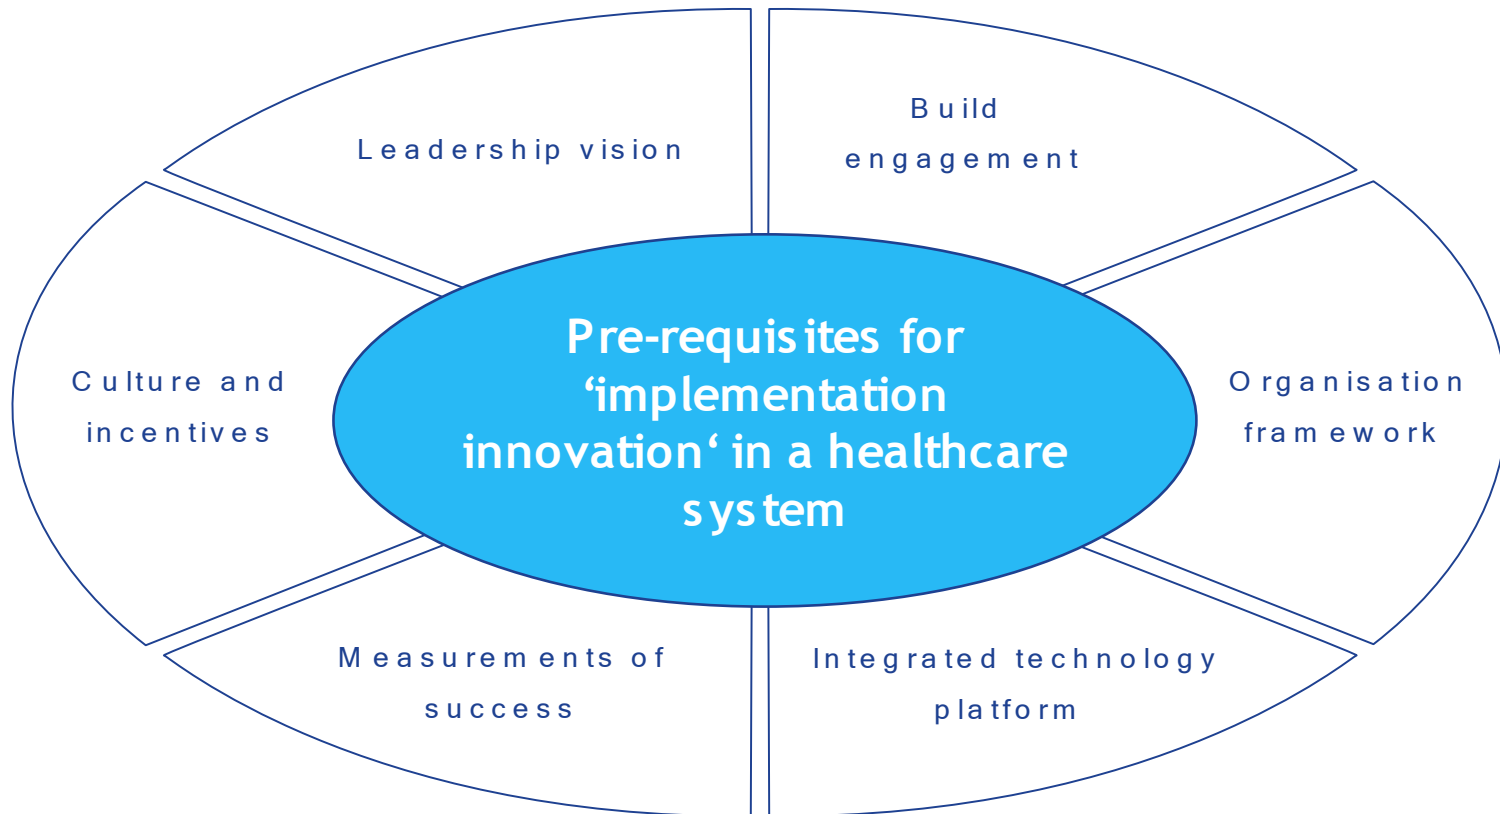 Leadership vision
Build
engagement
Culture and
incentives
Pre-requisites for
‘implementation
innovation‘ in a healthcare
system
Organisation
framework
Measurements of
success
Integrated technology
platform